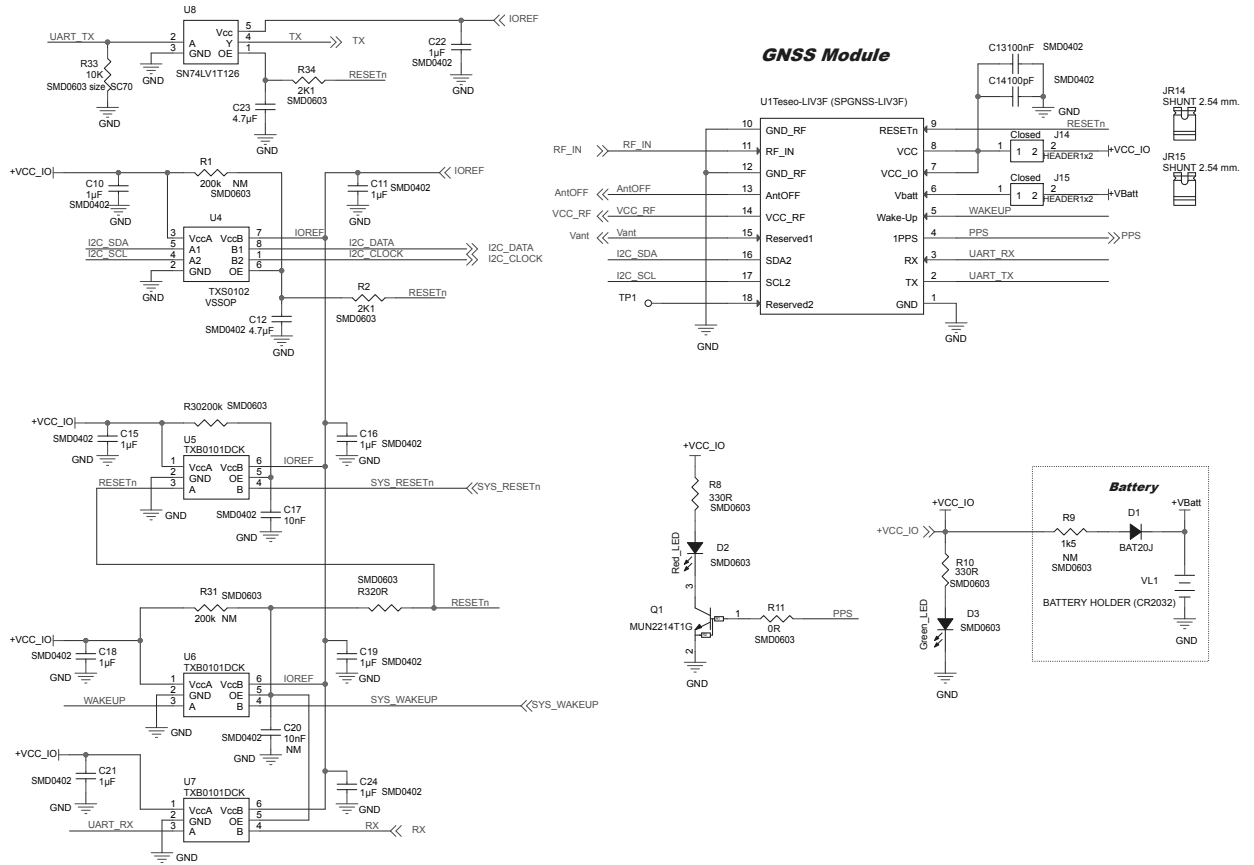 U8
UART_TX
2 A
3 GND
Vcc 5
Y 4
OE 1
SN74LV1T126
TX
TX
IOREF
C22
1µF
SMD0402
GND
R33
10K
SMD0603 size SC70
GND
GND
R34
2K1
SMD0603
RESETn
C23
4.7µF
GND
+VCC_IO
C10
1µF
SMD0402
GND
R1
200k NM
SMD0603
C11
1µF
SMD0402
GND
IOREF
U4
IOREF
3 VccA
5 A1
4 A2
2 GND
VccB 7
B1 8
B2 1
OE 6
I2C_SDA
I2C_SCL
I2C_DATA
I2C_CLOCK
I2C_DATA
I2C_CLOCK
GND
TXS0102
VSSOP
R2
2K1
SMD0603
RESETn
C12
SMD0402 4.7µF
GND
+VCC_IO
R30200k SMD0603
C15
SMD0402 1µF
GND
C16
1µF SMD0402
GND
U5
TXB0101DCK
1 VccA
2 GND
3 A
VccB 6
OE 5
B 4
IOREF
RESETn
SYS_RESETn
SYS_RESETn
GND
C17
SMD0402 10nF
GND
R31 SMD0603
200k NM
SMD0603
R320R
RESETn
+VCC_IO
C18
SMD0402 1µF
GND
C19
1µF SMD0402
GND
U6
TXB0101DCK
1 VccA
2 GND
3 A
VccB 6
OE 5
B 4
IOREF
WAKEUP
SYS_WAKEUP
SYS_WAKEUP
GND
C20
SMD0402 10nF
NM
GND
+VCC_IO
C21
SMD0402 1µF
GND
C24
1µF SMD0402
GND
U7
TXB0101DCK
1 VccA
2 GND
3 A
VccB 6
OE 5
B 4
UART_RX
RX
RX
GND
GNSS Module
C13100nF SMD0402
C14100pF SMD0402
GND
U1Teseo-LIV3F (SPGNSS-LIV3F)
10 GND_RF
11 RF_IN
12 GND_RF
13 AntOFF
14 VCC_RF
15 Reserved1
16 SDA2
17 SCL2
18 Reserved2
RESETn 9
VCC 8
VCC_IO 7
Vbatt 6
Wake-Up 5
1PPS 4
RX 3
TX 2
GND 1
RF_IN RF_IN
AntOFF AntOFF
VCC_RF VCC_RF
Vant Vant
I2C_SDA
I2C_SCL
TP1
GND
RESETn
Closed J14
1 1 2 2
HEADER1x2
+VCC_IO
Closed J15
1 1 2 2
HEADER1x2
+VBatt
WAKEUP
PPS PPS
UART_RX
UART_TX
GND
JR14
SHUNT 2.54 mm.
JR15
SHUNT 2.54 mm.
+VCC_IO
R8
330R
SMD0603
Red_LED
D2
SMD0603
3
Q1
MUN2214T1G
1
2
R11
0R
SMD0603
PPS
GND
+VCC_IO
+VCC_IO
R10
330R
SMD0603
Green_LED
D3
SMD0603
GND
Battery
R9
1k5
NM
SMD0603
D1
BAT20J
+VBatt
VL1
BATTERY HOLDER (CR2032)
GND